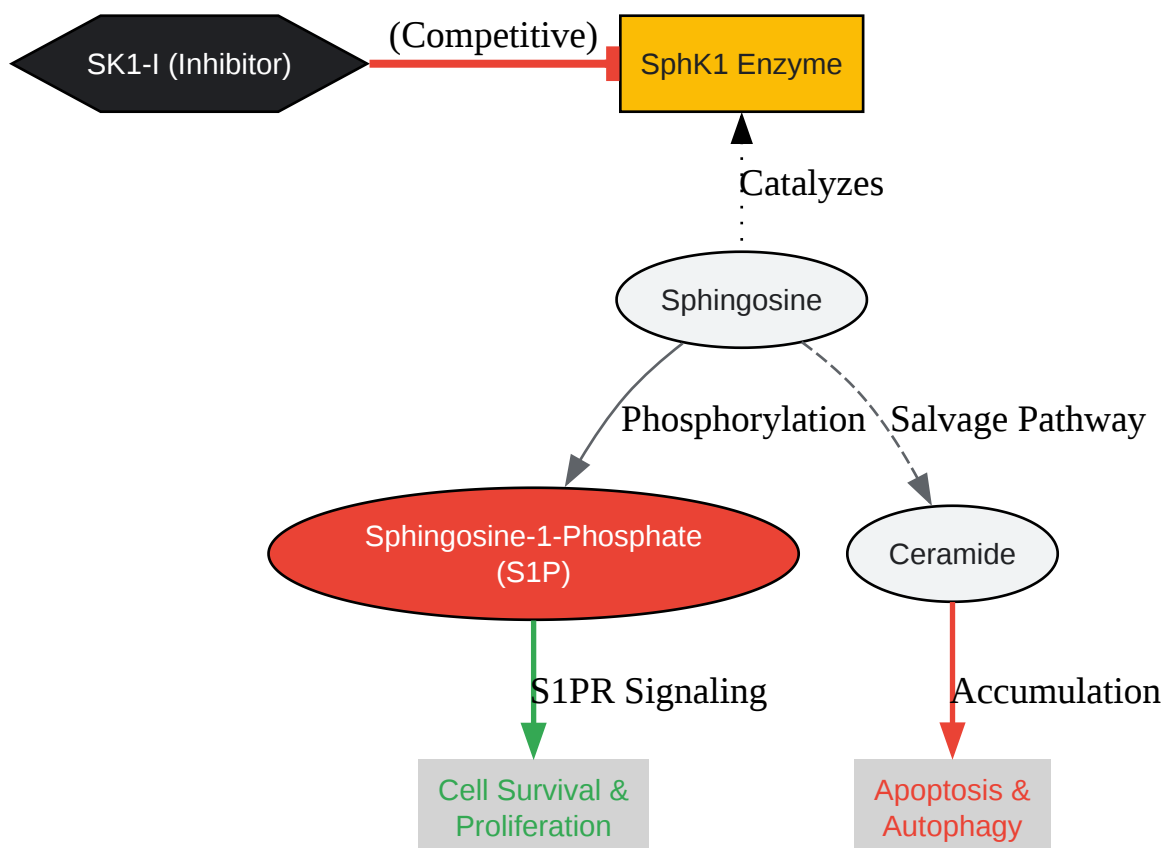 (Competitive)
SK1-I (Inhibitor)
SphK1 Enzyme
Catalyzes
Sphingosine
Phosphorylation
Salvage Pathway
Sphingosine-1-Phosphate
(S1P)
Ceramide
S1PR Signaling
Accumulation
Cell Survival &
Proliferation
Apoptosis &
Autophagy